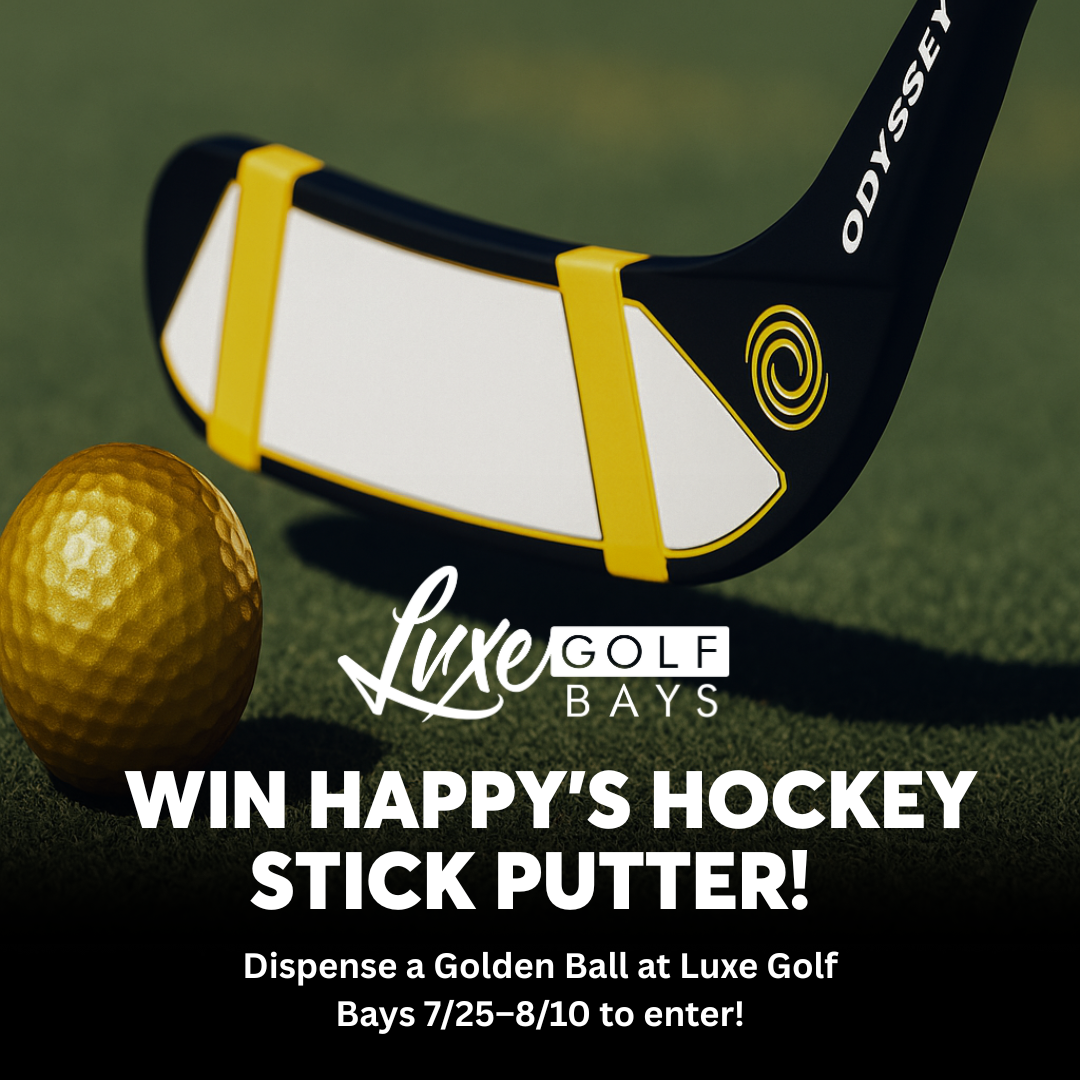 ODYSSEY
Luxe GOLF
BAYS
WIN HAPPY'S HOCKEY
STICK PUTTER!
Dispense a Golden Ball at Luxe Golf
Bays 7/25–8/10 to enter!